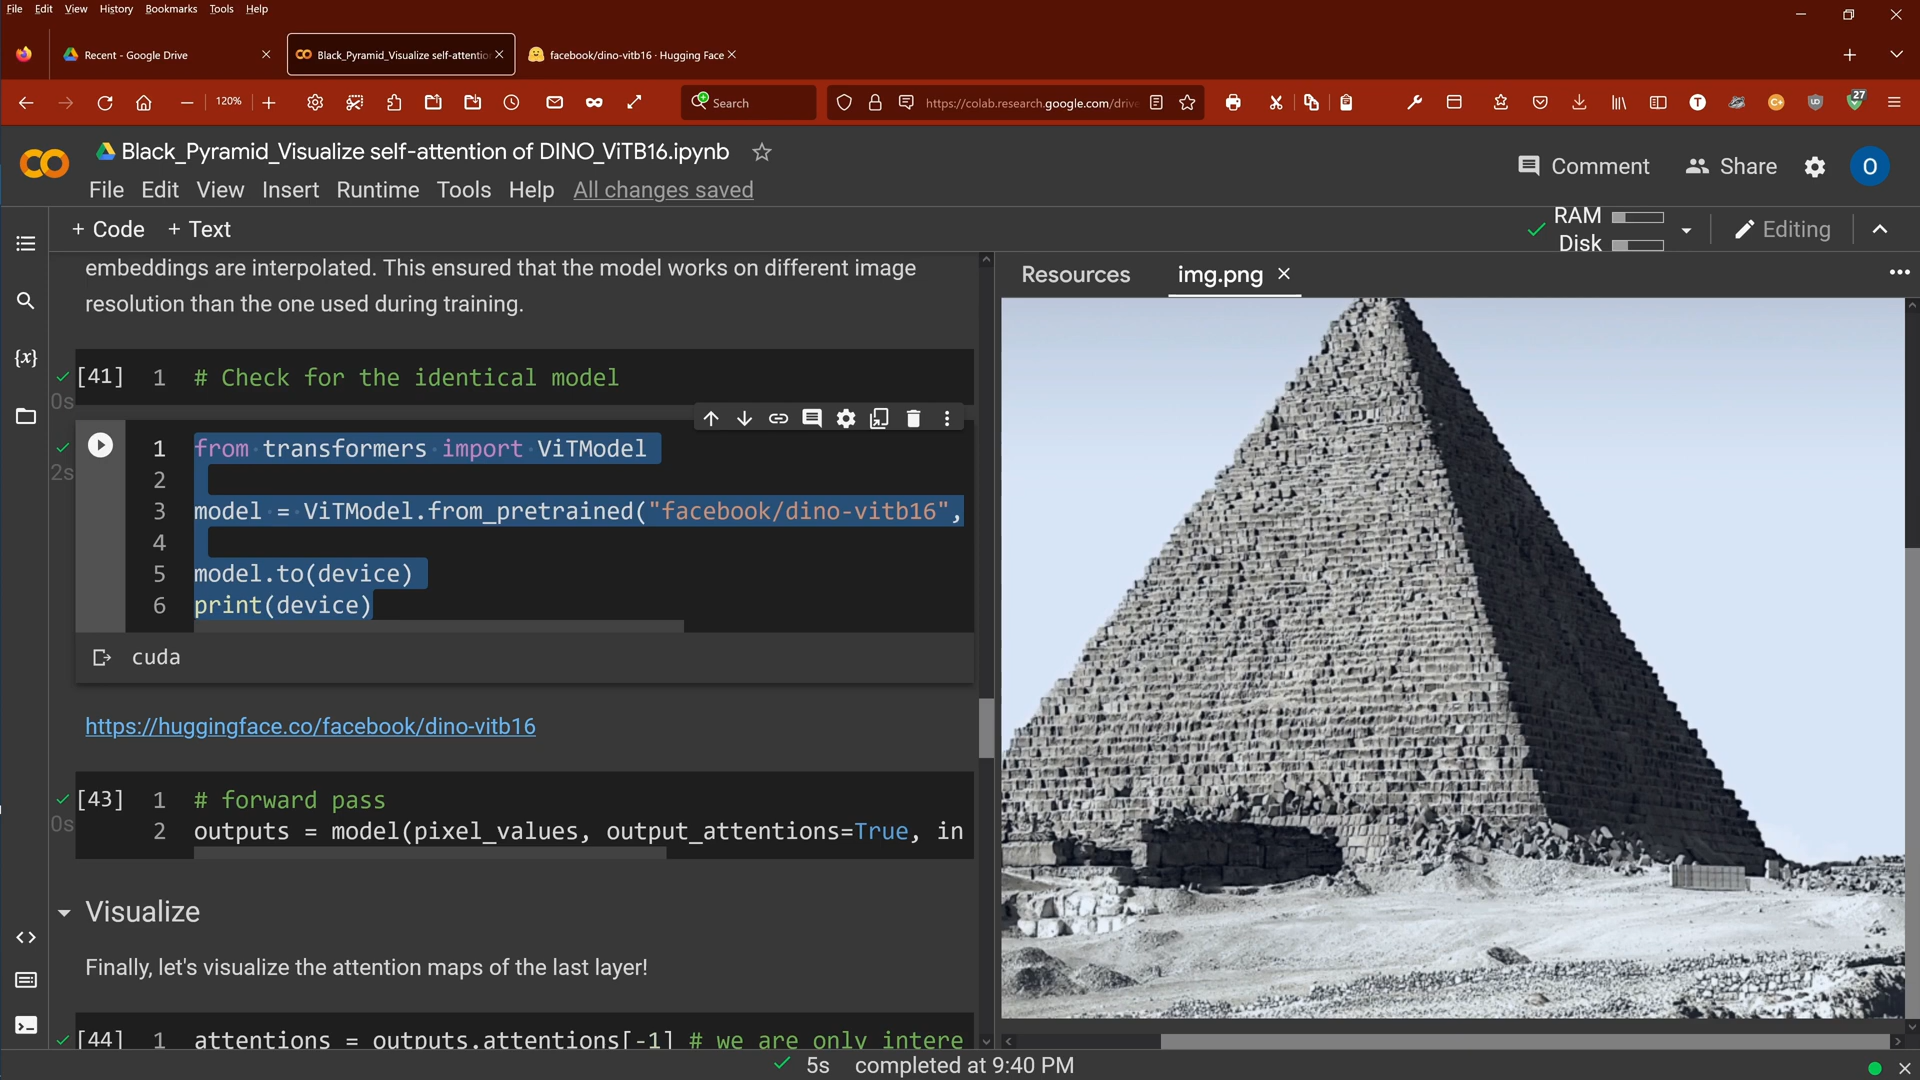 File Edit View History Bookmarks Tools Help
Recent - Google Drive
Black_Pyramid_Visualize self-attentio
facebook/dino-vitb16 · Hugging Face
120%
Search
https://colab.research.google.com/drive
27
Black_Pyramid_Visualize self-attention of DINO_ViTB16.ipynb
File Edit View Insert Runtime Tools Help All changes saved
Comment
Share
O
+ Code + Text
RAM
Disk
Editing
embeddings are interpolated. This ensured that the model works on different image
resolution than the one used during training.
[41] 1 # Check for the identical model
0s
1 from transformers import ViTModel
2s 2
3 model = ViTModel.from_pretrained("facebook/dino-vitb16",
4
5 model.to(device)
6 print(device)
cuda
https://huggingface.co/facebook/dino-vitb16
[43] 1 # forward pass
0s 2 outputs = model(pixel_values, output_attentions=True, in
Visualize
Finally, let's visualize the attention maps of the last layer!
[44] 1 attentions = outputs.attentions[-1] # we are only intere
Resources
img.png
5s completed at 9:40 PM